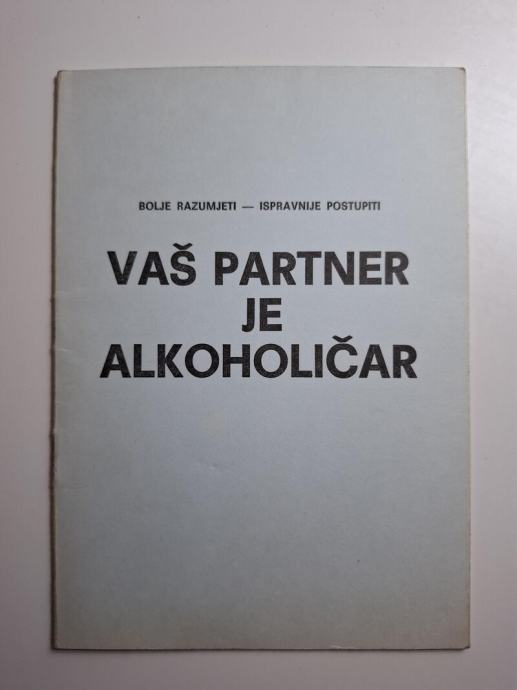 BOLJE RAZUMJETI — ISPRAVNIJE POSTUPITI
VAŠ PARTNER
JE
ALKOHOLIČAR